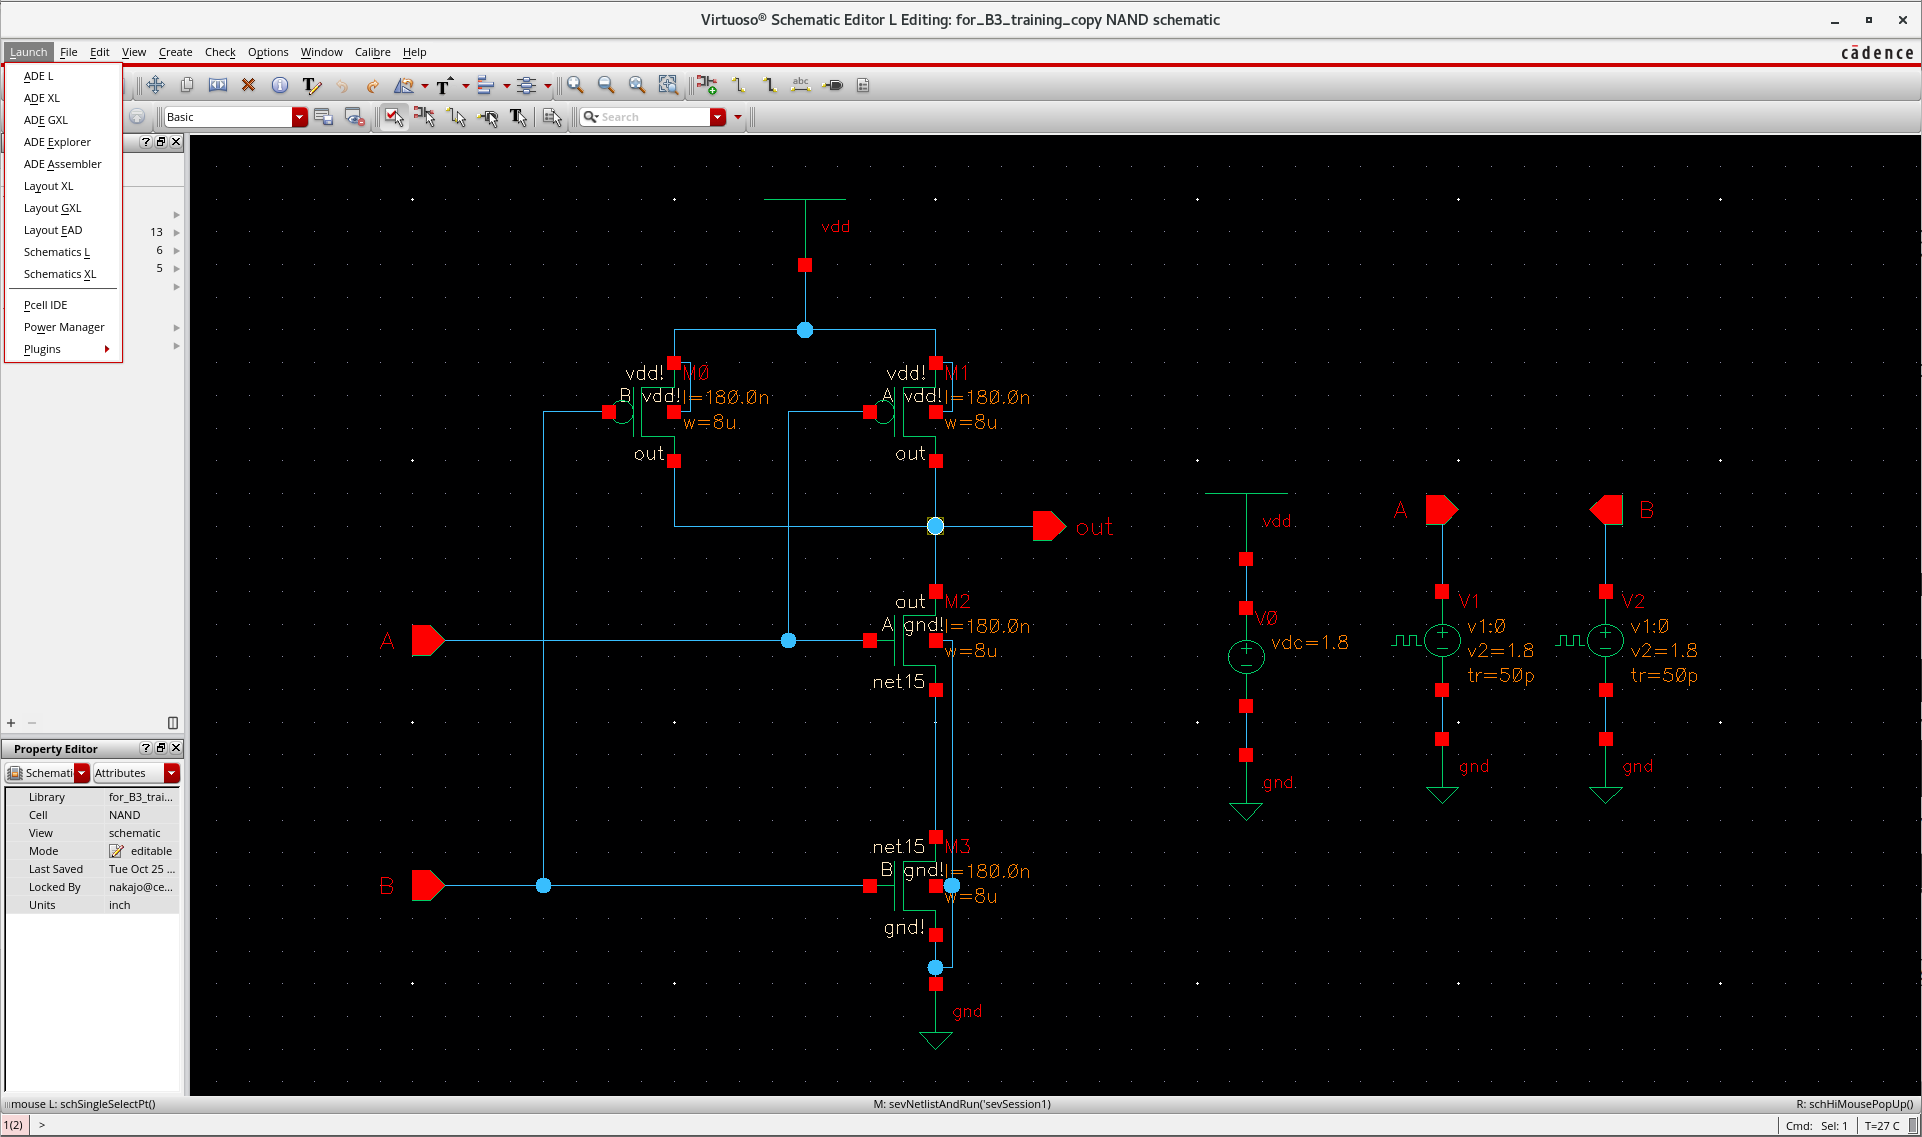 Virtuoso® Schematic Editor L Editing: for_B3_training_copy NAND schematic
Launch File Edit View Create Check Options Window Calibre Help
cādence
ADE L
ADE XL
ADE GXL
ADE Explorer
ADE Assembler
Layout XL
Layout GXL
Layout EAD
Schematics L
Schematics XL
Pcell IDE
Power Manager
Plugins
Basic
Search
13
6
5
vdd
vdd! M0
B vdd! l=180.0n
w=8u
out
vdd! M1
A vdd! l=180.0n
w=8u
out
out
A
out M2
A gnd! l=180.0n
w=8u
net15
B
net15 M3
B gnd! l=180.0n
w=8u
gnd!
gnd
vdd
V0
vdc=1.8
gnd
A
V1
v1:0
v2=1.8
tr=50p
gnd
B
V2
v1:0
v2=1.8
tr=50p
gnd
Property Editor
Schemati Attributes
Library for_B3_trai...
Cell NAND
View schematic
Mode editable
Last Saved Tue Oct 25 ...
Locked By nakajo@ce...
Units inch
mouse L: schSingleSelectPt() M: sevNetlistAndRun('sevSession1) R: schHiMousePopUp()
1(2) > Cmd: Sel: 1 T=27 C